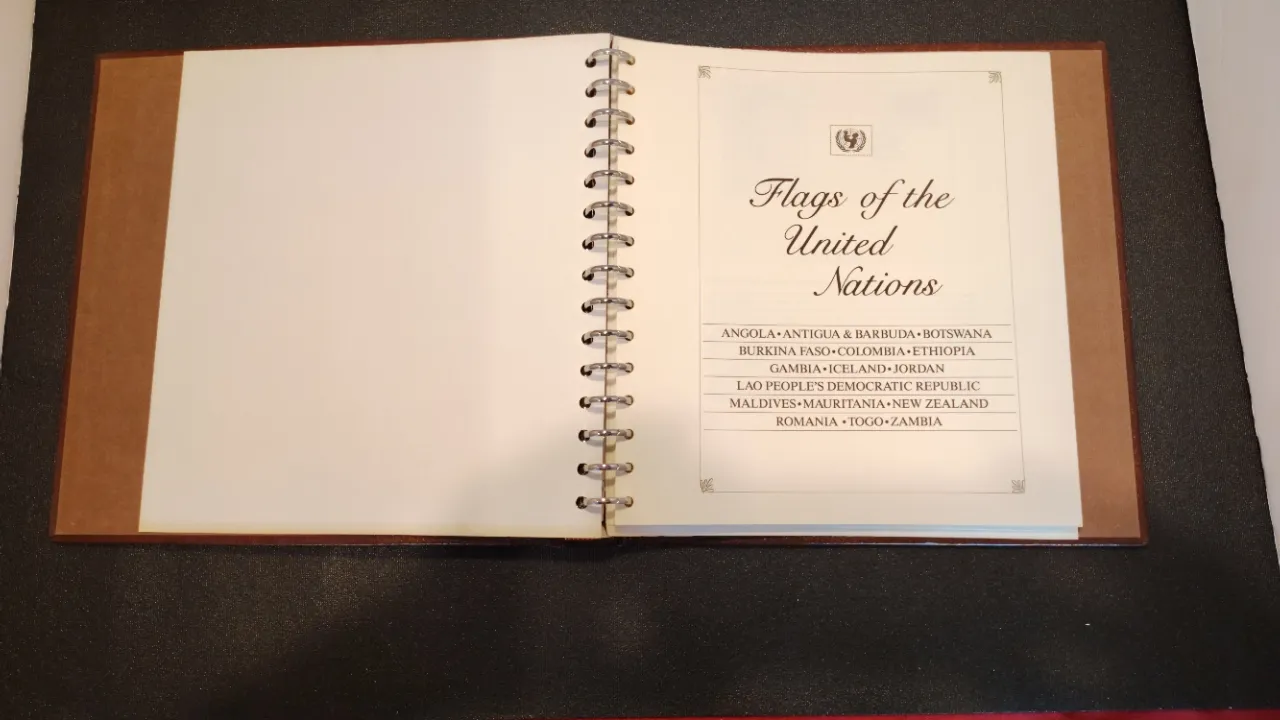 Flags of the
United
Nations
ANGOLA•ANTIGUA & BARBUDA•BOTSWANA
BURKINA FASO•COLOMBIA•ETHIOPIA
GAMBIA•ICELAND•JORDAN
LAO PEOPLE'S DEMOCRATIC REPUBLIC
MALDIVES•MAURITANIA•NEW ZEALAND
ROMANIA •TOGO•ZAMBIA